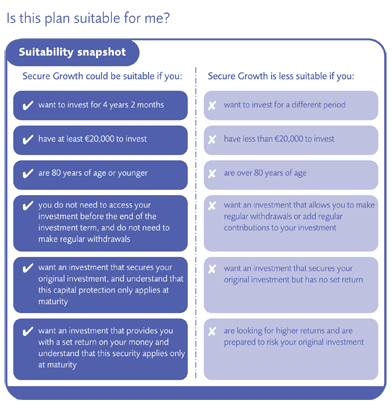 Is this plan suitable for me?
Suitability snapshot
Secure Growth could be suitable if you:
✔ want to invest for 4 years 2 months
✔ have at least €20,000 to invest
✔ are 80 years of age or younger
✔ you do not need to access your
investment before the end of the
investment term, and do not need to
make regular withdrawals
✔ want an investment that secures your
original investment, and understand that
this capital protection only applies at
maturity
✔ want an investment that provides you
with a set return on your money and
understand that this security applies only
at maturity
Secure Growth is less suitable if you:
✘ want to invest for a different period
✘ have less than €20,000 to invest
✘ are over 80 years of age
✘ want an investment that allows you to make
regular withdrawals or add regular
contributions to your investment
✘ want an investment that secures your
original investment but has no set return
✘ are looking for higher returns and are
prepared to risk your original investment